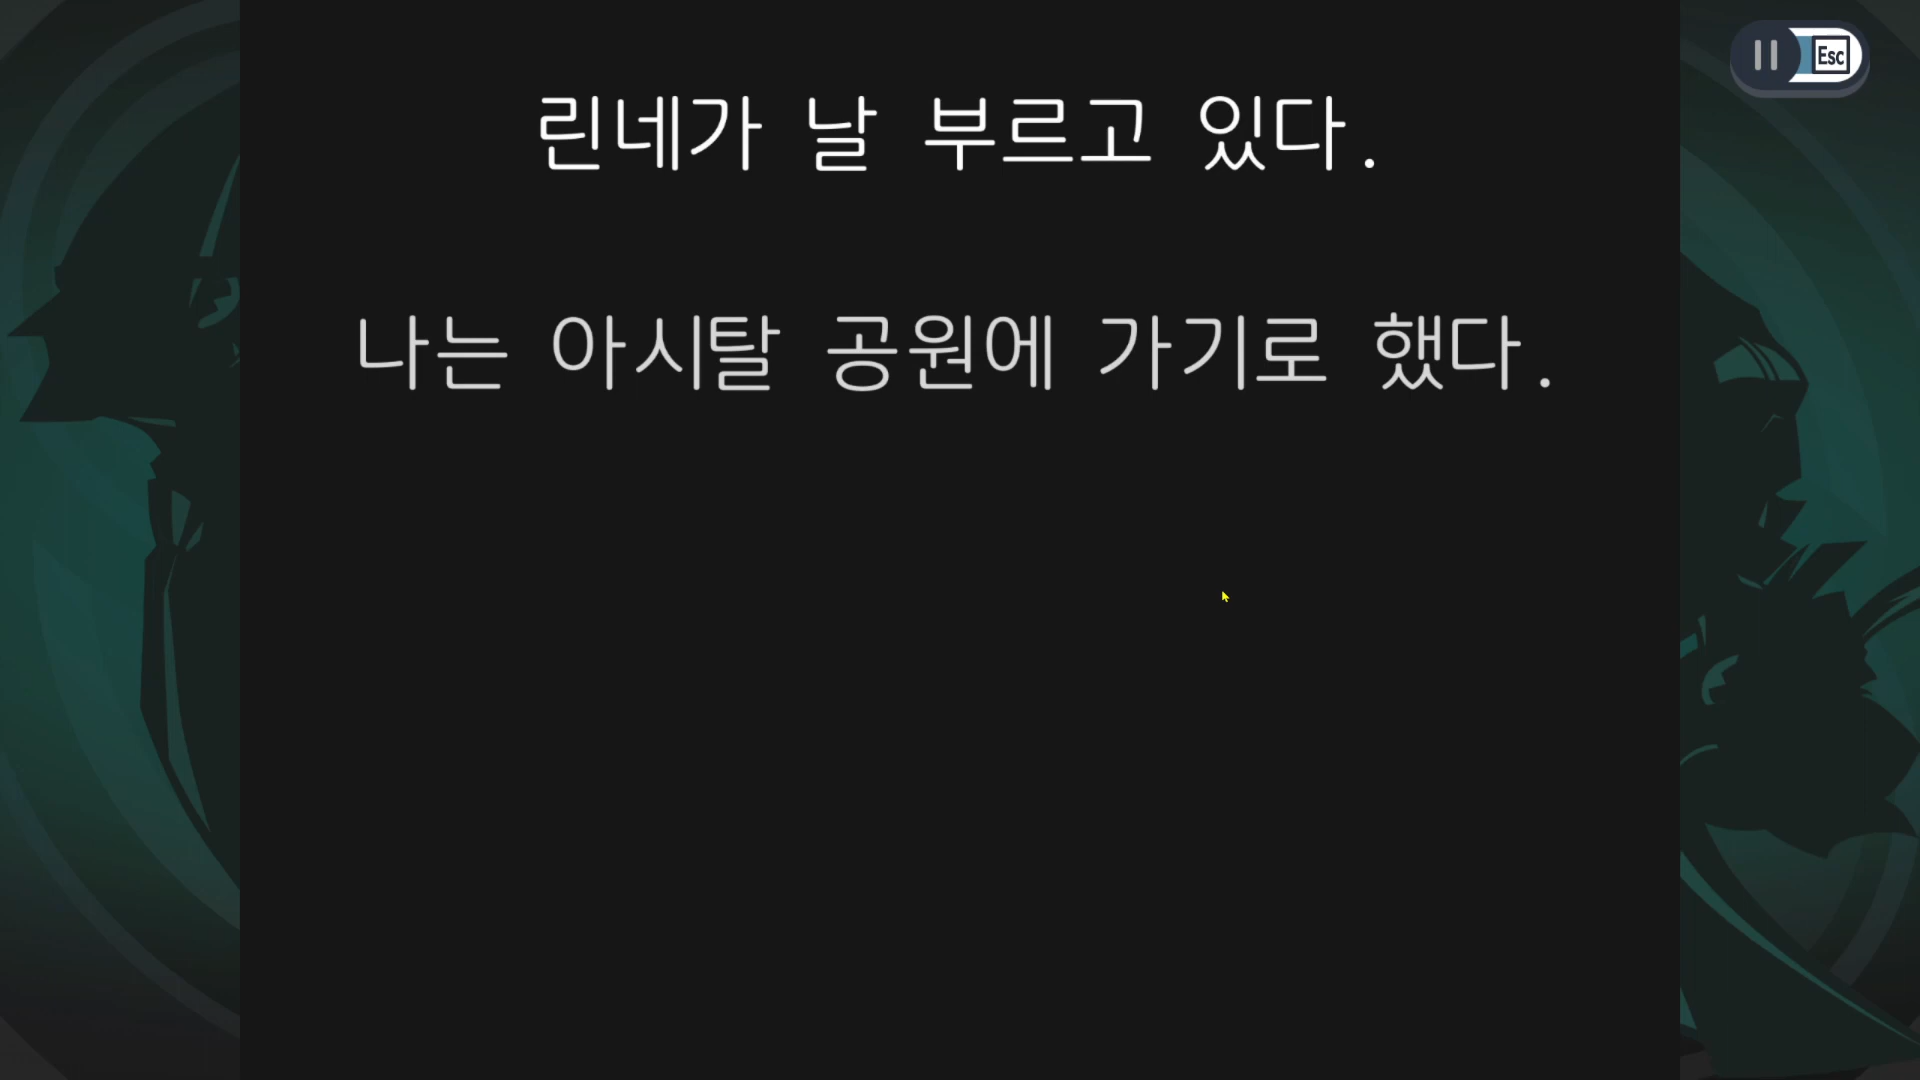 린네가 날 부르고 있다.
나는 아시탈 공원에 가기로 했다.
Esc